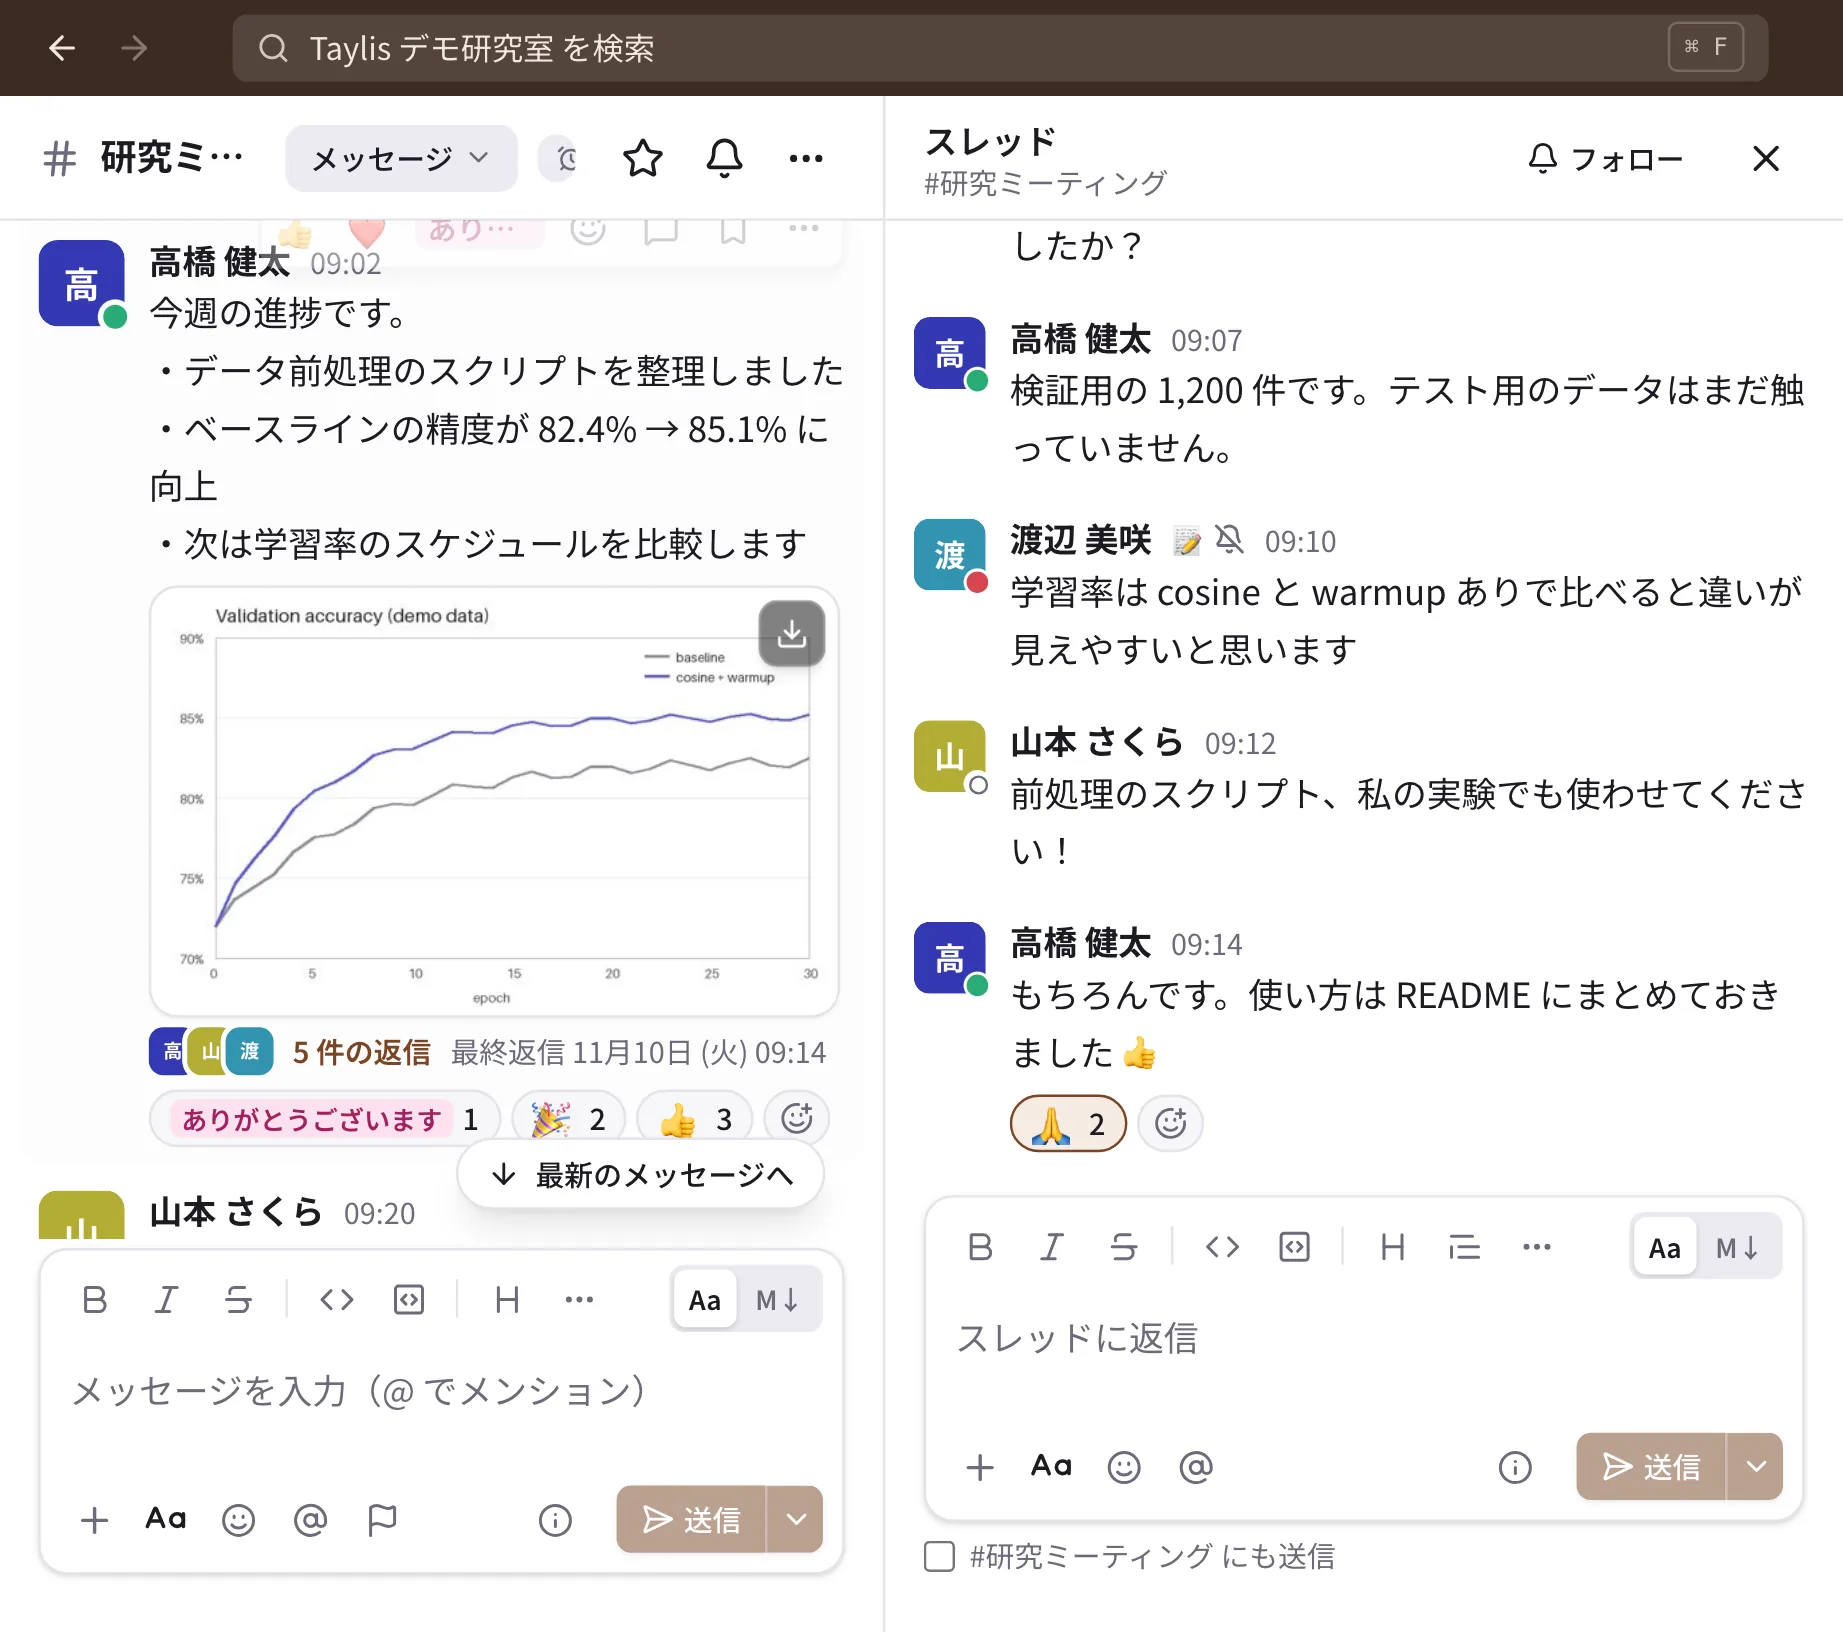 Taylis デモ研究室 を検索
⌘ F
研究ミ…
メッセージ
あり…
高
高橋 健太 09:02
今週の進捗です。
・データ前処理のスクリプトを整理しました
・ベースラインの精度が 82.4% → 85.1% に
向上
・次は学習率のスケジュールを比較します
Validation accuracy (demo data)
baseline
cosine + warmup
90%
85%
80%
75%
70%
0 5 10 15 20 25 30
epoch
高 山 渡 5 件の返信 最終返信 11月10日 (火) 09:14
ありがとうございます 1 2 3
最新のメッセージへ
山本 さくら 09:20
B I S H Aa M↓
メッセージを入力（@ でメンション）
Aa 送信
スレッド
#研究ミーティング
フォロー
したか？
高
高橋 健太 09:07
検証用の 1,200 件です。テスト用のデータはまだ触
っていません。
渡
渡辺 美咲 09:10
学習率は cosine と warmup ありで比べると違いが
見えやすいと思います
山
山本 さくら 09:12
前処理のスクリプト、私の実験でも使わせてくださ
い！
高
高橋 健太 09:14
もちろんです。使い方は README にまとめておき
ました 👍
2
B I S H Aa M↓
スレッドに返信
Aa 送信
#研究ミーティング にも送信